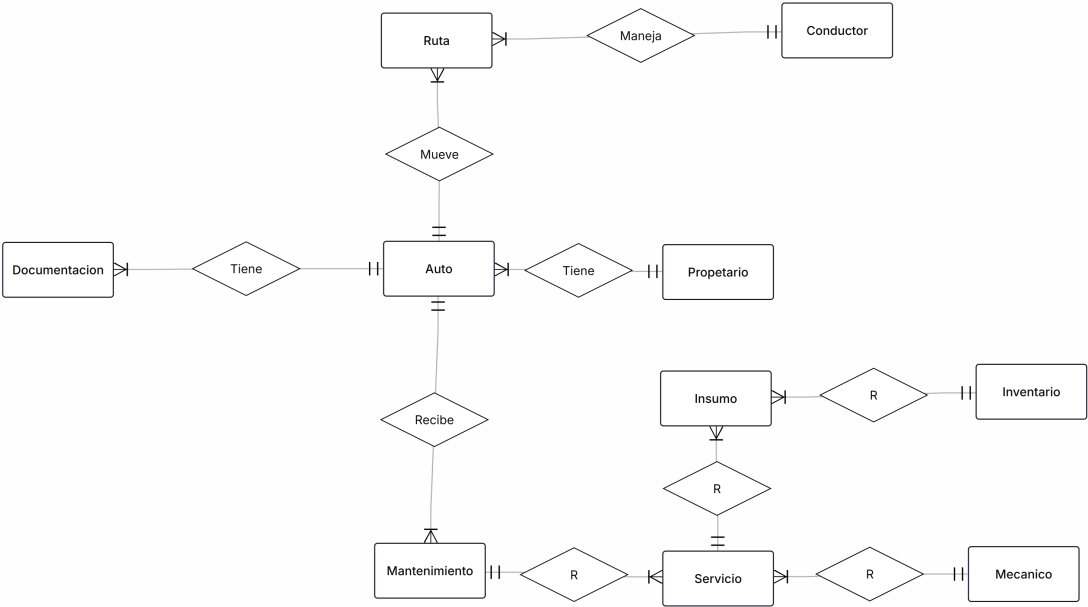 Ruta
Maneja
Conductor
Mueve
Documentacion
Tiene
Auto
Tiene
Propetario
Recibe
Insumo
R
Inventario
R
Mantenimiento
R
Servicio
R
Mecanico